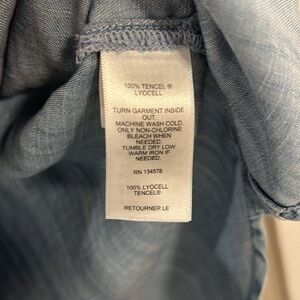 100% TENCEL ®
LYOCELL
TURN GARMENT INSIDE
OUT.
MACHINE WASH COLD.
ONLY NON-CHLORINE
BLEACH WHEN
NEEDED.
TUMBLE DRY LOW.
WARM IRON IF
NEEDED.
RN 134578
100% LYOCELL
TENCEL®
RETOURNER LE